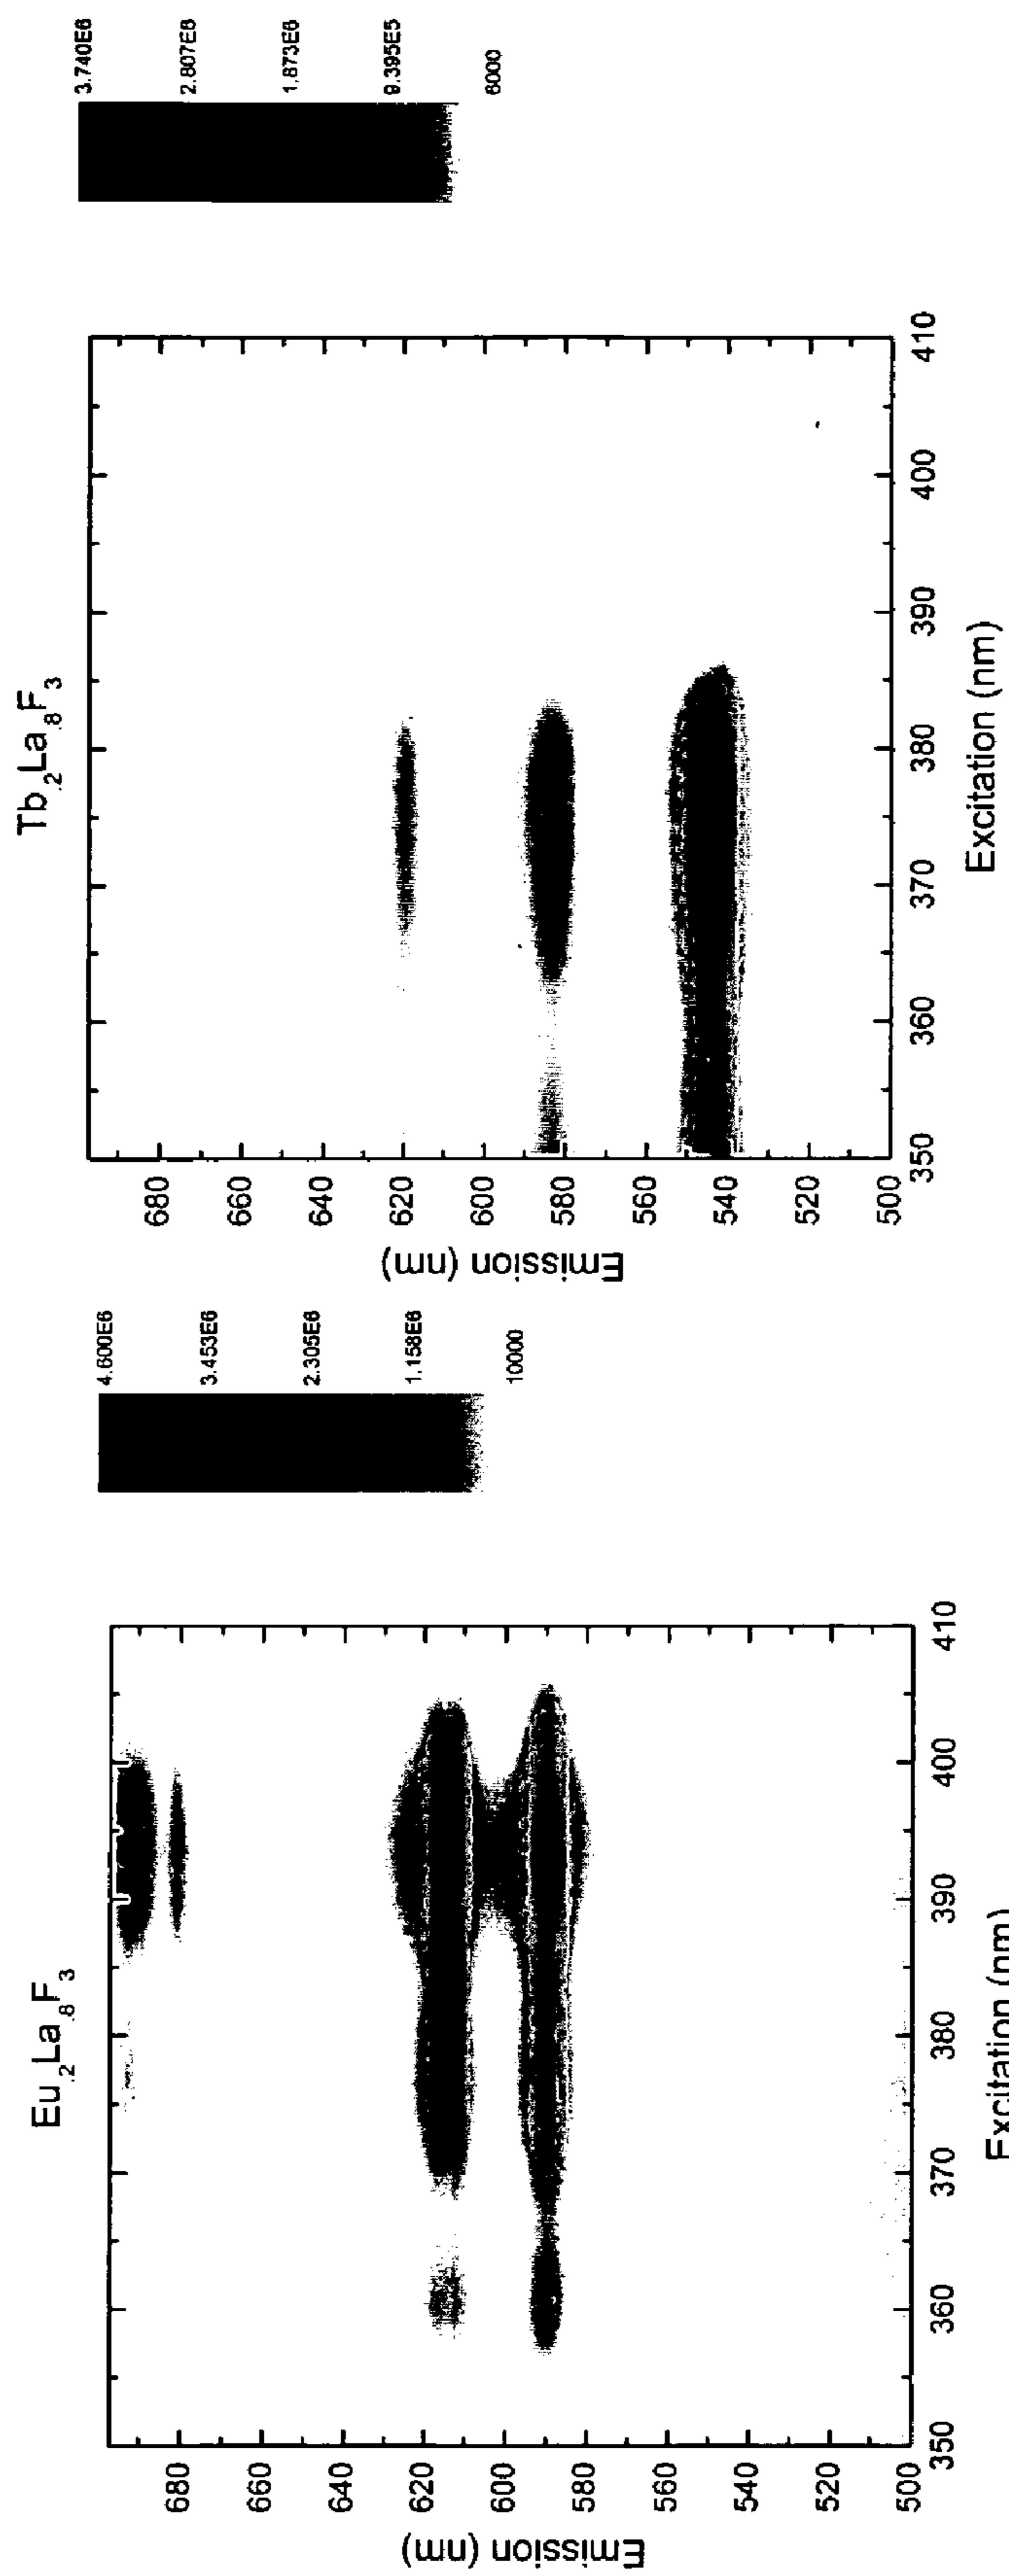 Eu.2La.8F3
4.600E6
3.453E6
2.305E6
1.158E6
10000
Emission (nm)
680
660
640
620
600
580
560
540
520
500
350 360 370 380 390 400 410
Excitation (nm)
Tb.2La.8F3
3.740E6
2.807E6
1.873E6
9.395E5
6000
Emission (nm)
680
660
640
620
600
580
560
540
520
500
350 360 370 380 390 400 410
Excitation (nm)